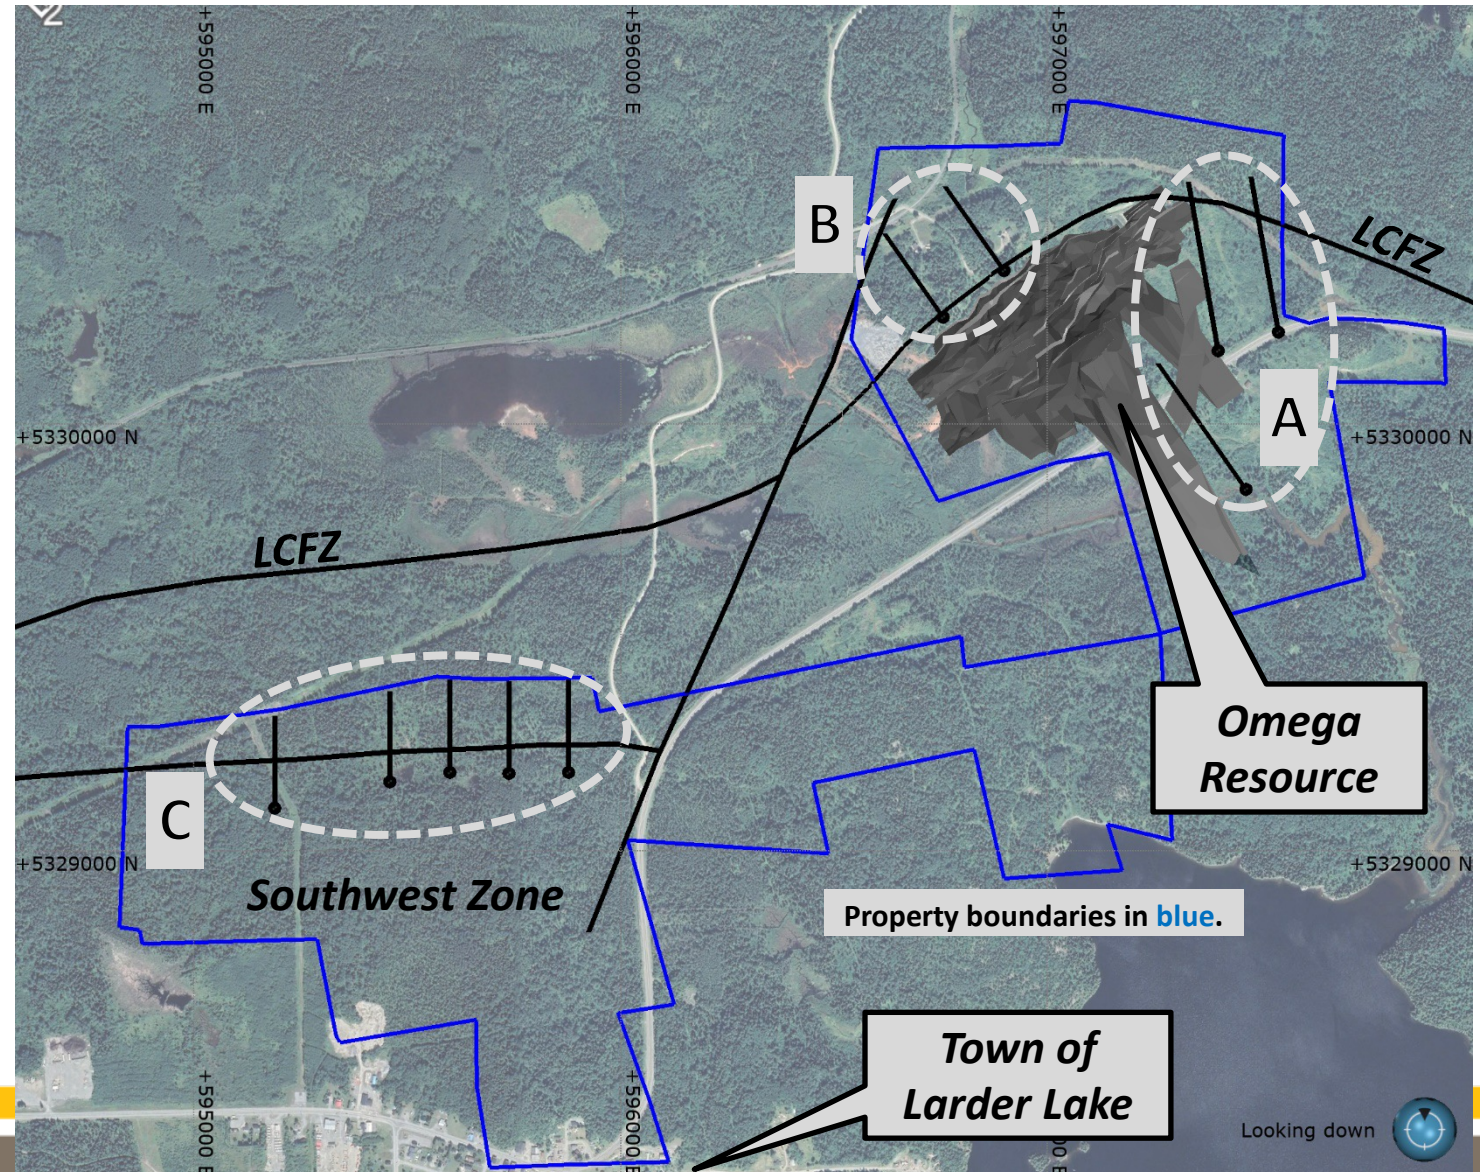 2
+595000 E
+596000 E
+597000 E
B
LCFZ
A
+5330000 N
+5330000 N
LCFZ
Omega
Resource
C
+5329000 N
+5329000 N
Southwest Zone
Property boundaries in blue.
Town of
Larder Lake
+595000 E
+596000 E
Looking down